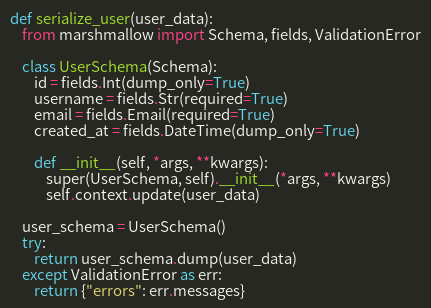 def serialize_user(user_data):
    from marshmallow import Schema, fields, ValidationError

    class UserSchema(Schema):
        id = fields.Int(dump_only=True)
        username = fields.Str(required=True)
        email = fields.Email(required=True)
        created_at = fields.DateTime(dump_only=True)

        def __init__(self, *args, **kwargs):
            super(UserSchema, self).__init__(*args, **kwargs)
            self.context.update(user_data)

    user_schema = UserSchema()
    try:
        return user_schema.dump(user_data)
    except ValidationError as err:
        return {"errors": err.messages}